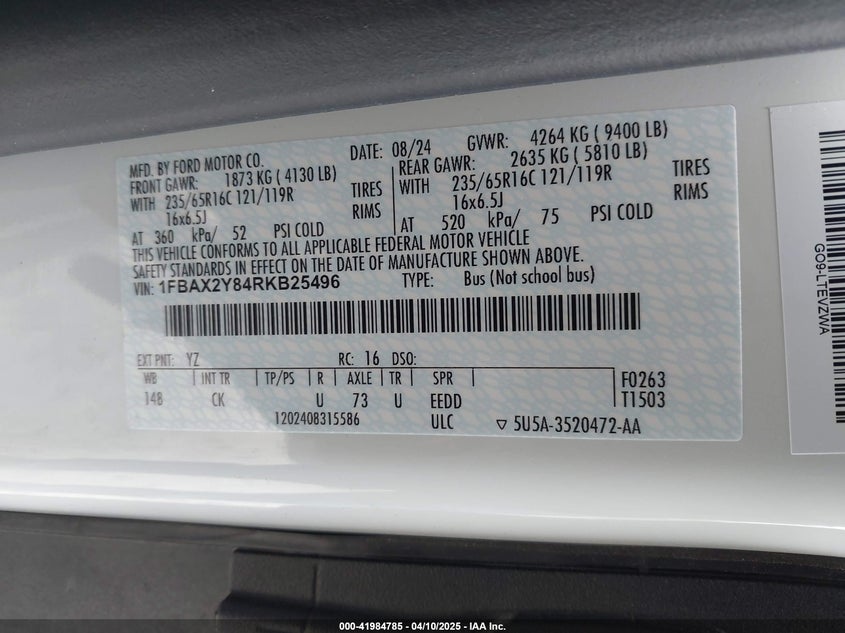 MFD. BY FORD MOTOR CO. DATE: 08/24 GVWR: 4264 KG ( 9400 LB)
FRONT GAWR: 1873 KG ( 4130 LB) REAR GAWR: 2635 KG ( 5810 LB)
WITH 235/65R16C 121/119R TIRES WITH 235/65R16C 121/119R TIRES
16x6.5J RIMS 16x6.5J RIMS
AT 360 kPa/ 52 PSI COLD AT 520 kPa/ 75 PSI COLD
THIS VEHICLE CONFORMS TO ALL APPLICABLE FEDERAL MOTOR VEHICLE
SAFETY STANDARDS IN EFFECT ON THE DATE OF MANUFACTURE SHOWN ABOVE.
VIN: 1FBAX2Y84RKB25496 TYPE: Bus (Not school bus)
EXT PNT: YZ RC: 16 DSO:
WB INT TR TP/PS R AXLE TR SPR F0263
148 CK U 73 U EEDD T1503
1202408315586 ULC ▽ 5U5A-3520472-AA
GO9-LTEVZWA
000-41984785 - 04/10/2025 - IAA Inc.